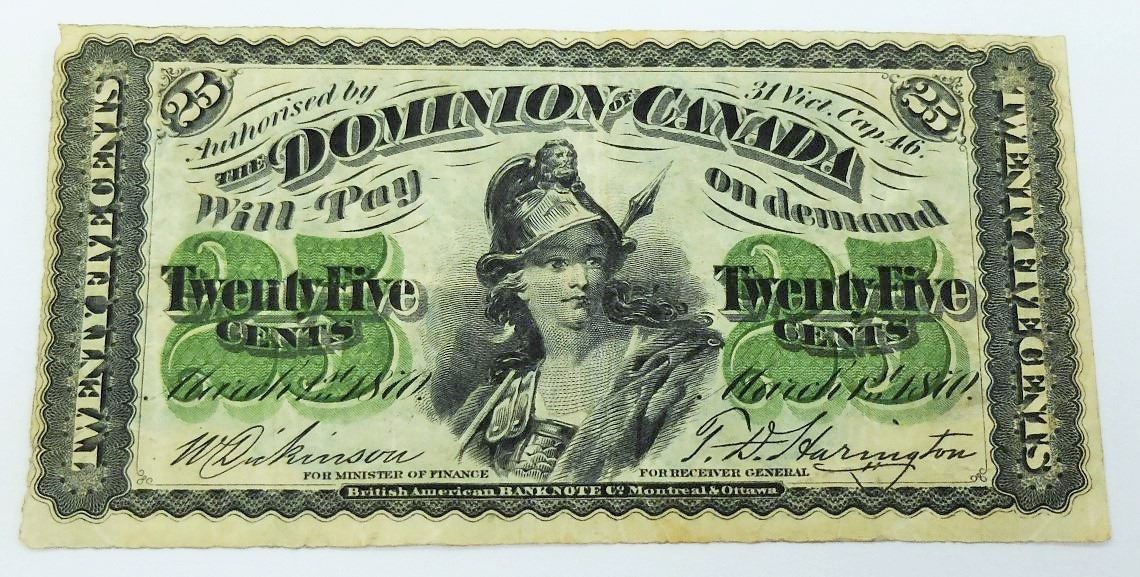 25 Authorised by 31 Vict. Cap. 46. 25
THE DOMINION OF CANADA
Will Pay on demand
25 25
Twenty Five Twenty Five
CENTS CENTS
March 1st 1870. March 1st 1870.
W Dickinson T. D. Harington
FOR MINISTER OF FINANCE FOR RECEIVER GENERAL
British American BANK NOTE Co. Montreal & Ottawa
TWENTY FIVE CENTS
TWENTY FIVE CENTS